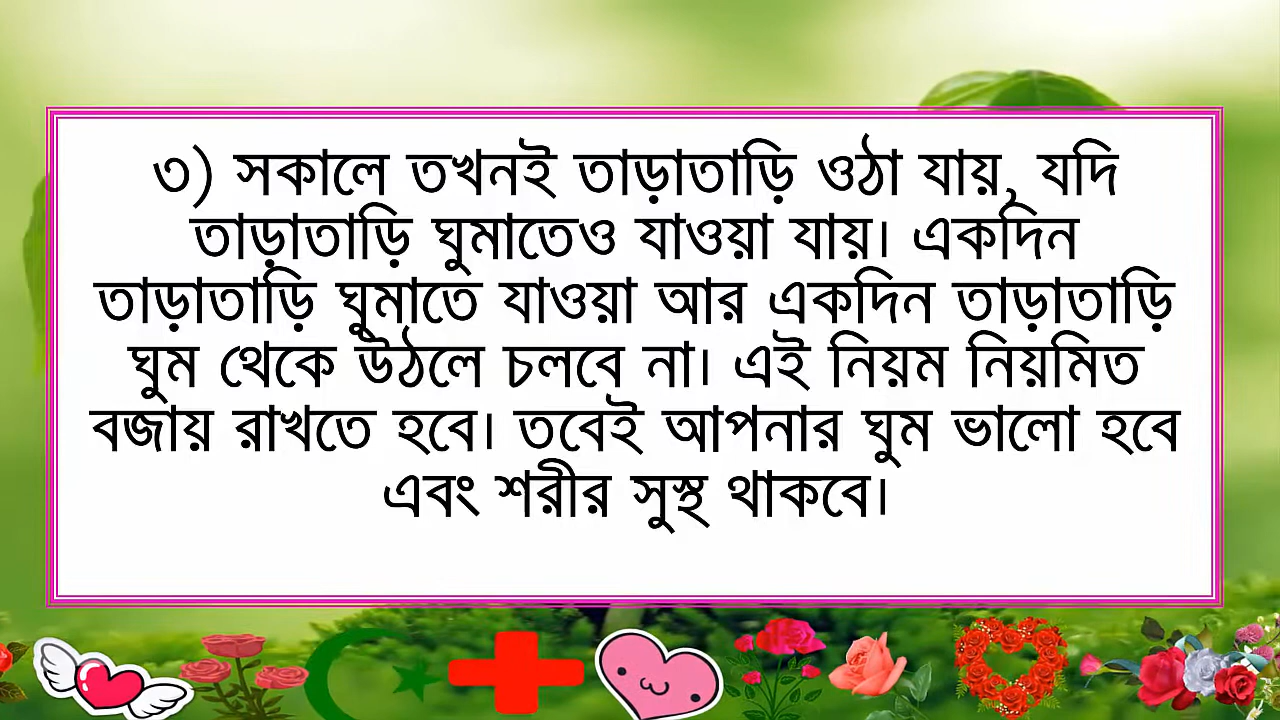 ৩) সকালে তখনই তাড়াতাড়ি ওঠা যায়, যদি
তাড়াতাড়ি ঘুমাতেও যাওয়া যায়। একদিন
তাড়াতাড়ি ঘুমাতে যাওয়া আর একদিন তাড়াতাড়ি
ঘুম থেকে উঠলে চলবে না। এই নিয়ম নিয়মিত
বজায় রাখতে হবে। তবেই আপনার ঘুম ভালো হবে
এবং শরীর সুস্থ থাকবে।